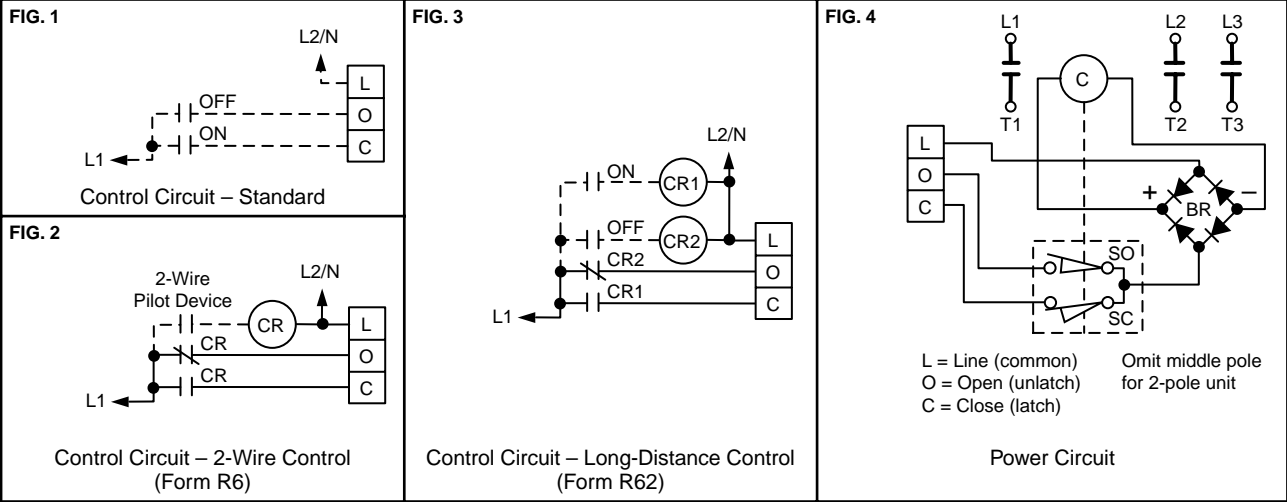 FIG. 1
L2/N
L
OFF
O
ON
C
L1
Control Circuit – Standard
FIG. 2
2-Wire
Pilot Device
L2/N
CR
L
CR
O
CR
C
L1
Control Circuit – 2-Wire Control
(Form R6)
FIG. 3
L2/N
ON
CR1
OFF
CR2
L
CR2
O
CR1
C
L1
Control Circuit – Long-Distance Control
(Form R62)
FIG. 4
L1
L2
L3
C
T1
T2
T3
L
O
C
+
BR
–
SO
SC
L = Line (common)
O = Open (unlatch)
C = Close (latch)
Omit middle pole
for 2-pole unit
Power Circuit